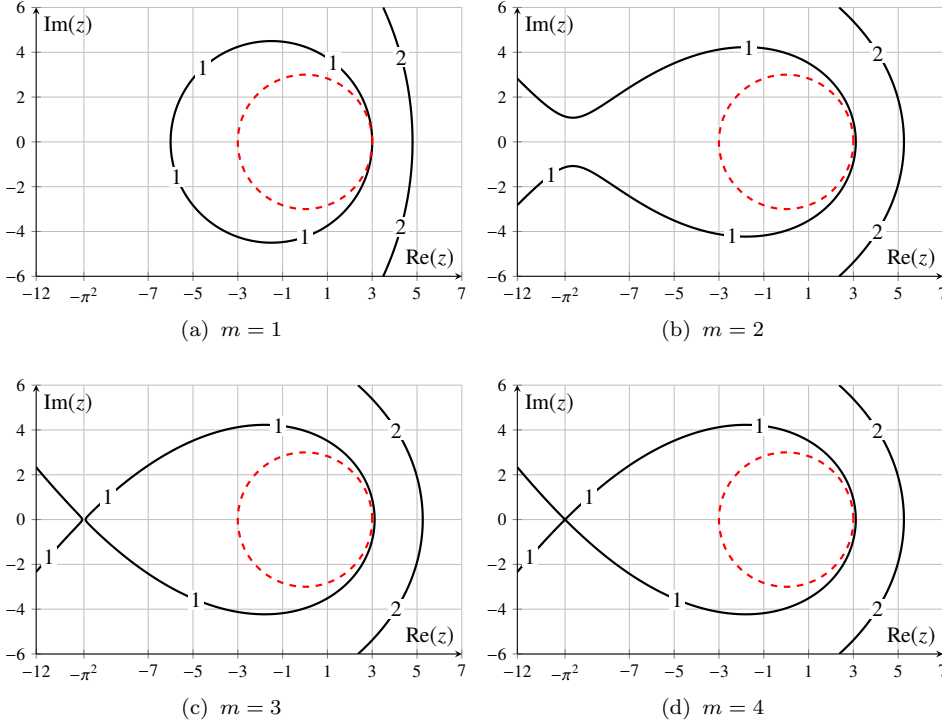 6 Im(z) 6 Im(z)
4 1 1 2 4 1 2
2 2
0 0
−2 1 −2 1
−4 1 2 −4 1 2
Re(z) Re(z)
−6 −6
−12 −π² −7 −5 −3 −1 1 3 5 7 −12 −π² −7 −5 −3 −1 1 3 5 7
(a) m = 1 (b) m = 2
6 Im(z) 6 Im(z)
4 1 2 4 1 2
2 1 2 1
0 0
−2 1 −2 1
−4 1 2 −4 1 2
Re(z) Re(z)
−6 −6
−12 −π² −7 −5 −3 −1 1 3 5 7 −12 −π² −7 −5 −3 −1 1 3 5 7
(c) m = 3 (d) m = 4